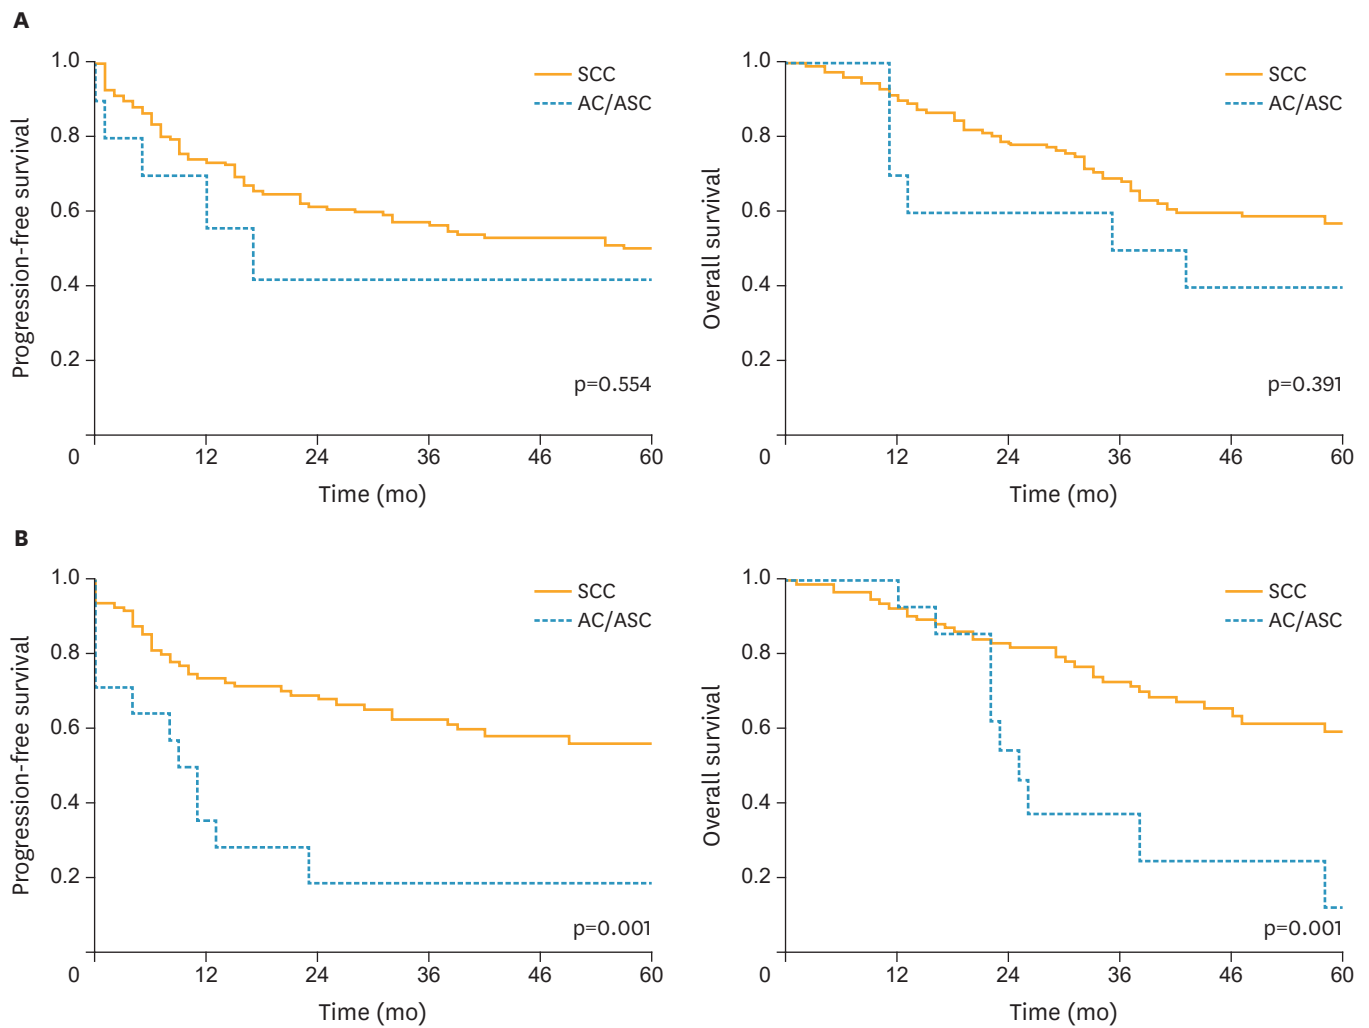 A
Progression-free survival
1.0
0.8
0.6
0.4
0.2
0
12
24
36
46
60
Time (mo)
SCC
AC/ASC
p=0.554
Overall survival
1.0
0.8
0.6
0.4
0.2
0
12
24
36
46
60
Time (mo)
SCC
AC/ASC
p=0.391
B
Progression-free survival
1.0
0.8
0.6
0.4
0.2
0
12
24
36
46
60
Time (mo)
SCC
AC/ASC
p=0.001
Overall survival
1.0
0.8
0.6
0.4
0.2
0
12
24
36
46
60
Time (mo)
SCC
AC/ASC
p=0.001